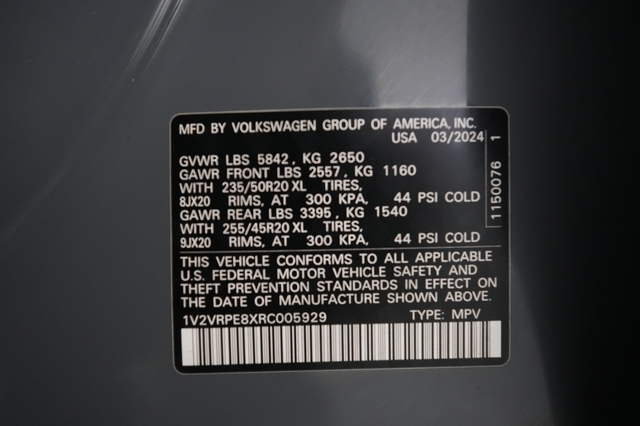 MFD BY VOLKSWAGEN GROUP OF AMERICA, INC.
USA 03/2024
GVWR LBS 5842, KG 2650
GAWR FRONT LBS 2557, KG 1160
WITH 235/50R20 XL TIRES,
8JX20 RIMS, AT 300 KPA, 44 PSI COLD
GAWR REAR LBS 3395, KG 1540
WITH 255/45R20 XL TIRES,
9JX20 RIMS, AT 300 KPA, 44 PSI COLD
THIS VEHICLE CONFORMS TO ALL APPLICABLE
U.S. FEDERAL MOTOR VEHICLE SAFETY AND
THEFT PREVENTION STANDARDS IN EFFECT ON
THE DATE OF MANUFACTURE SHOWN ABOVE.
1V2VRPE8XRC005929 TYPE: MPV
1150076 1